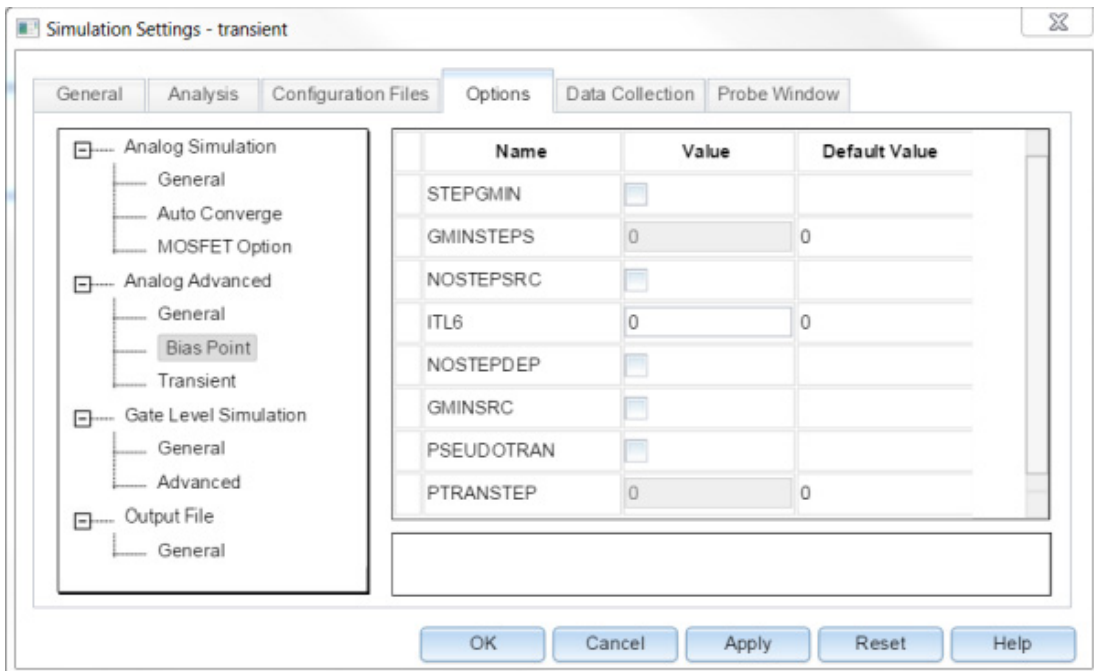 Simulation Settings - transient
General Analysis Configuration Files Options Data Collection Probe Window
Analog Simulation
General
Auto Converge
MOSFET Option
Analog Advanced
General
Bias Point
Transient
Gate Level Simulation
General
Advanced
Output File
General
Name Value Default Value
STEPGMIN
GMINSTEPS 0 0
NOSTEPSRC
ITL6 0 0
NOSTEPDEP
GMINSRC
PSEUDOTRAN
PTRANSTEP 0 0
OK Cancel Apply Reset Help